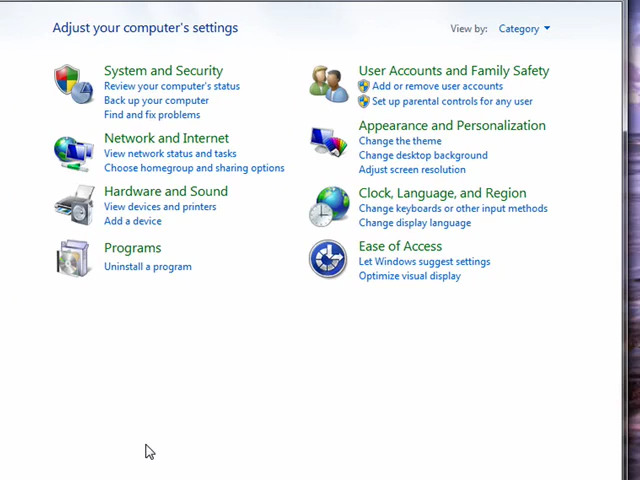 Adjust your computer's settings
View by: Category
System and Security
Review your computer's status
Back up your computer
Find and fix problems
Network and Internet
View network status and tasks
Choose homegroup and sharing options
Hardware and Sound
View devices and printers
Add a device
Programs
Uninstall a program
User Accounts and Family Safety
Add or remove user accounts
Set up parental controls for any user
Appearance and Personalization
Change the theme
Change desktop background
Adjust screen resolution
Clock, Language, and Region
Change keyboards or other input methods
Change display language
Ease of Access
Let Windows suggest settings
Optimize visual display